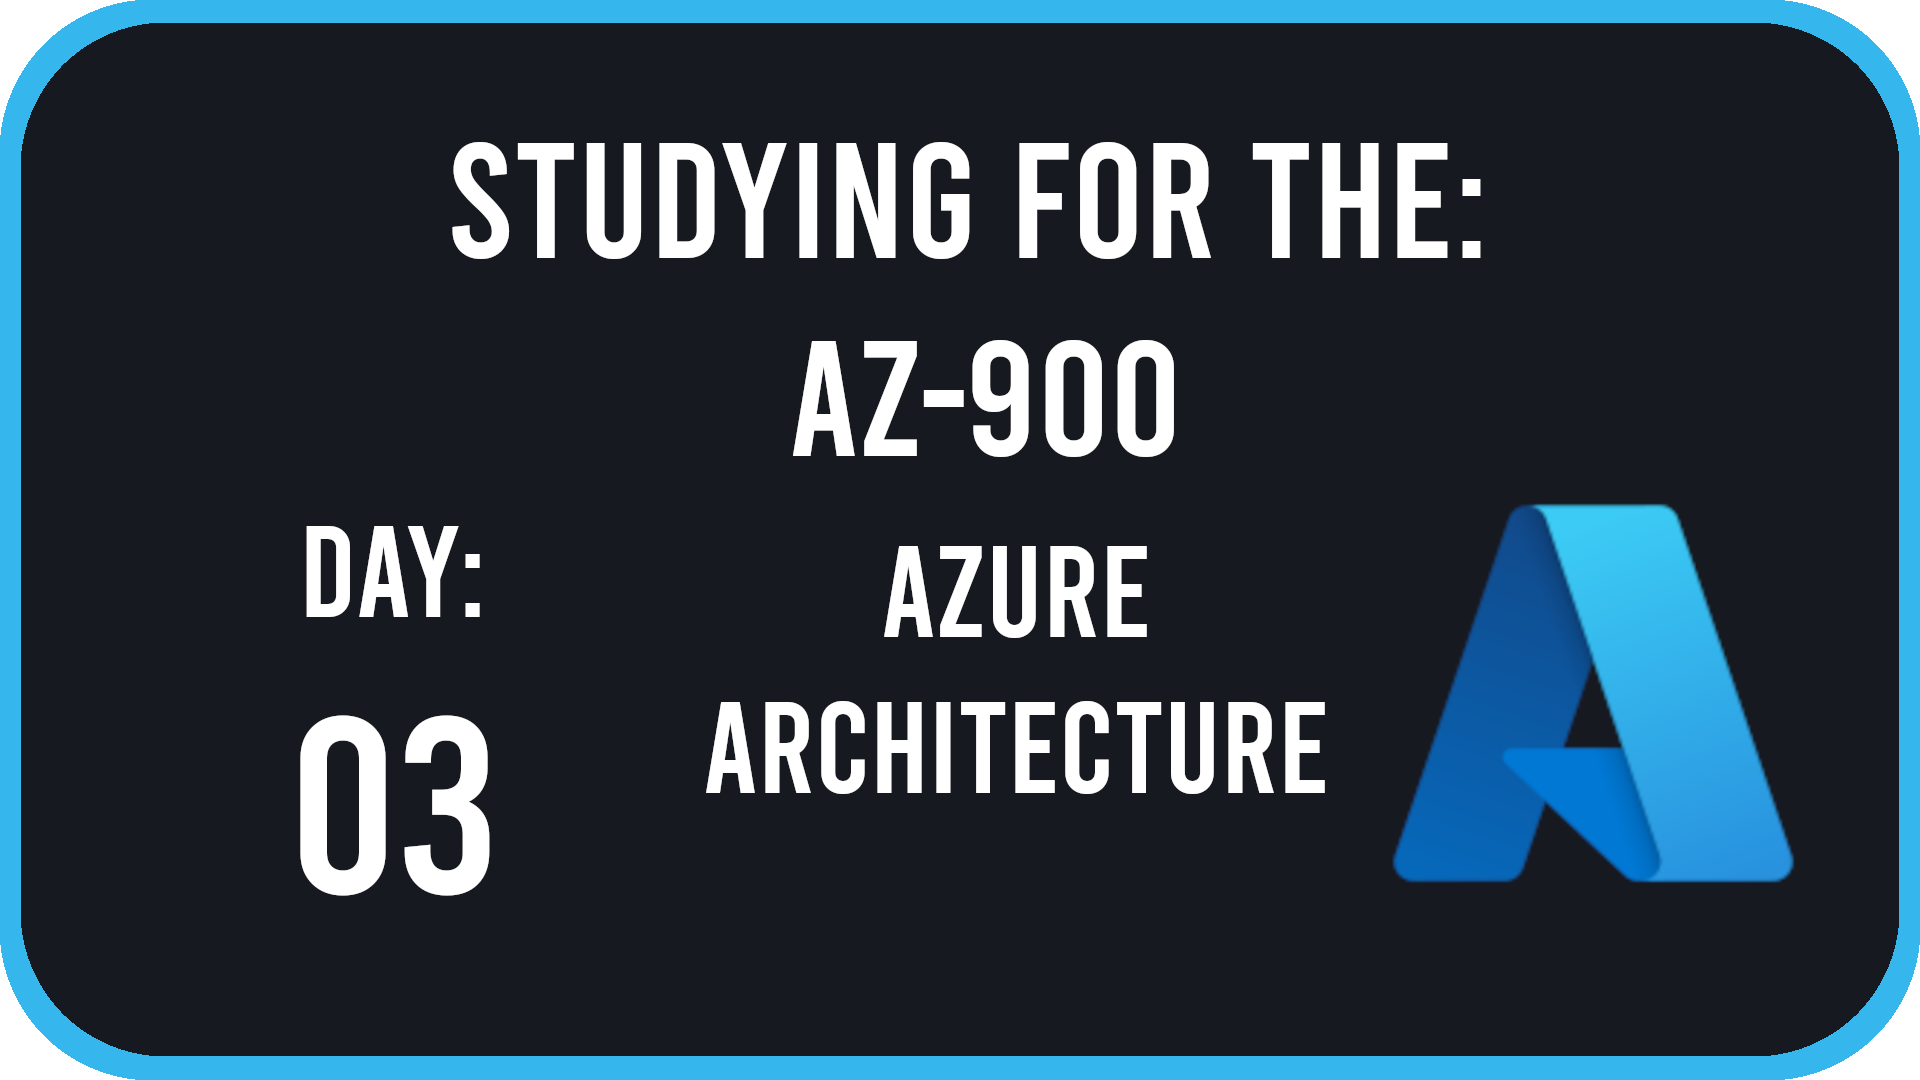 STUDYING FOR THE:
AZ-900
DAY:
03
AZURE
ARCHITECTURE